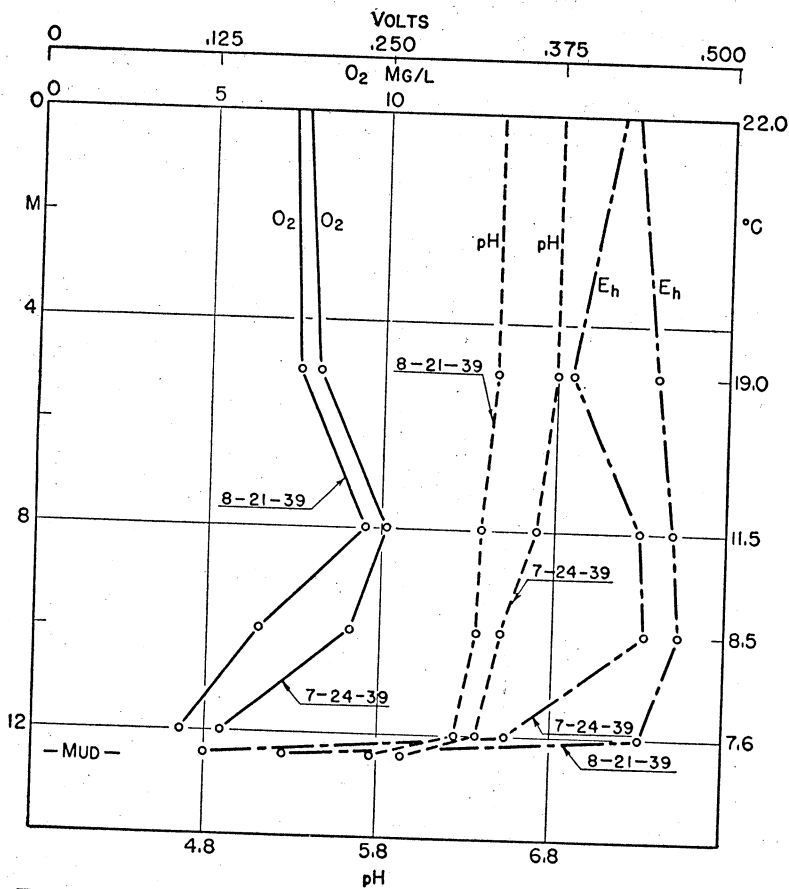 VOLTS
0 .125 .250 .375 .500
O₂ MG/L
0 5 10
0 22.0
M
°C
O₂ O₂ pH pH Eh Eh
4
8-21-39
19.0
8-21-39
8 11.5
7-24-39
8.5
7-24-39
12 7-24-39 7.6
—MUD— 8-21-39
4.8 5.8 6.8
pH